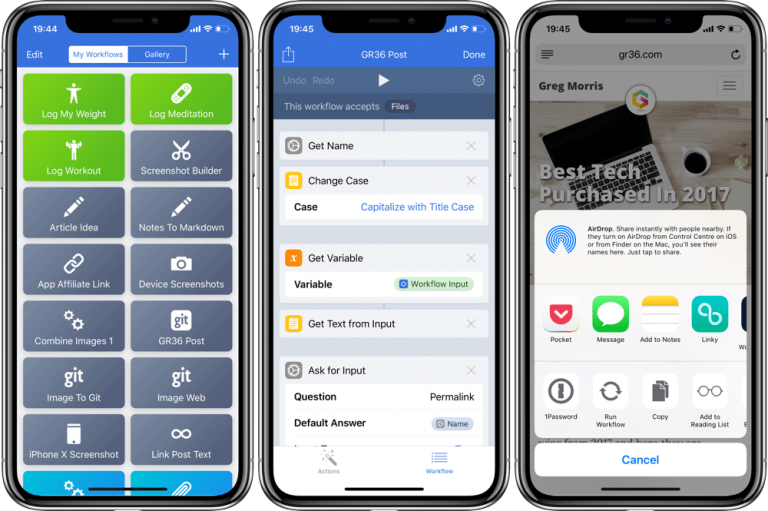 19:44
Edit
My Workflows
Gallery
+
Log My Weight
Log Meditation
Log Workout
Screenshot Builder
Article Idea
Notes To Markdown
App Affiliate Link
Device Screenshots
git
Combine Images 1
GR36 Post
git
git
Image To Git
Image Web
iPhone X Screenshot
Link Post Text
19:45
GR36 Post
Done
Undo
Redo
This workflow accepts
Files
Get Name
Change Case
Case
Capitalize with Title Case
x
Get Variable
Variable
Workflow Input
Get Text from Input
Ask for Input
Question
Permalink
Default Answer
Name
Actions
Workflow
19:45
gr36.com
Greg Morris
Best Tech
Purchased In 2017
AirDrop. Share instantly with people nearby. If
they turn on AirDrop from Control Centre on iOS
or from Finder on the Mac, you'll see their
names here. Just tap to share.
Pocket
Message
Add to Notes
Linky
1Password
Run
Workflow
Copy
Add to
Reading List
Cancel